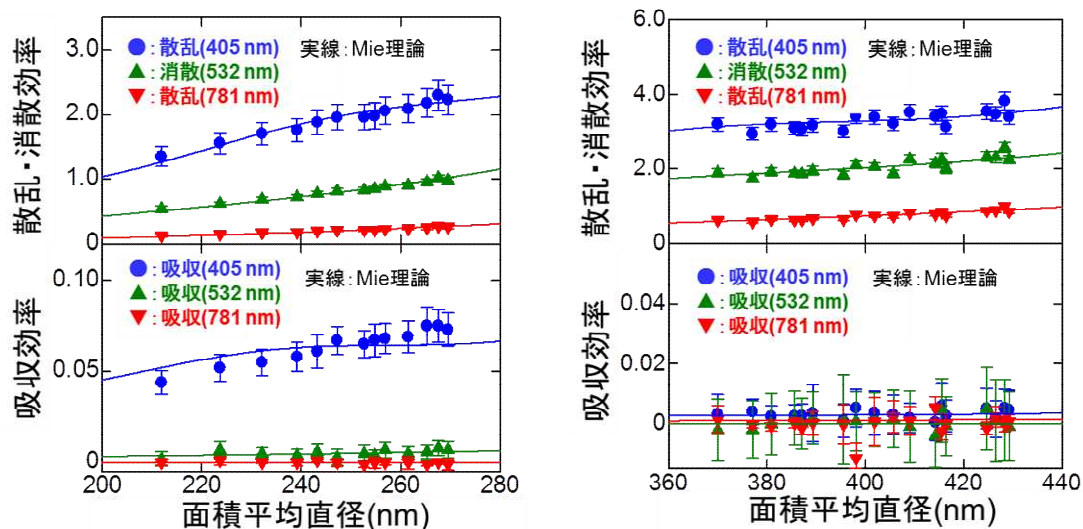 3.0
2.0
1.0
0
散乱・消散効率
●：散乱(405 nm)
実線：Mie理論
▲：消散(532 nm)
▼：散乱(781 nm)
0.10
0.05
0
吸収効率
●：吸収(405 nm)
実線：Mie理論
▲：吸収(532 nm)
▼：吸収(781 nm)
200 220 240 260 280
面積平均直径(nm)
6.0
4.0
2.0
0
散乱・消散効率
●：散乱(405 nm)
実線：Mie理論
▲：消散(532 nm)
▼：散乱(781 nm)
0.04
0.02
0
吸収効率
●：吸収(405 nm)
実線：Mie理論
▲：吸収(532 nm)
▼：吸収(781 nm)
360 380 400 420 440
面積平均直径(nm)